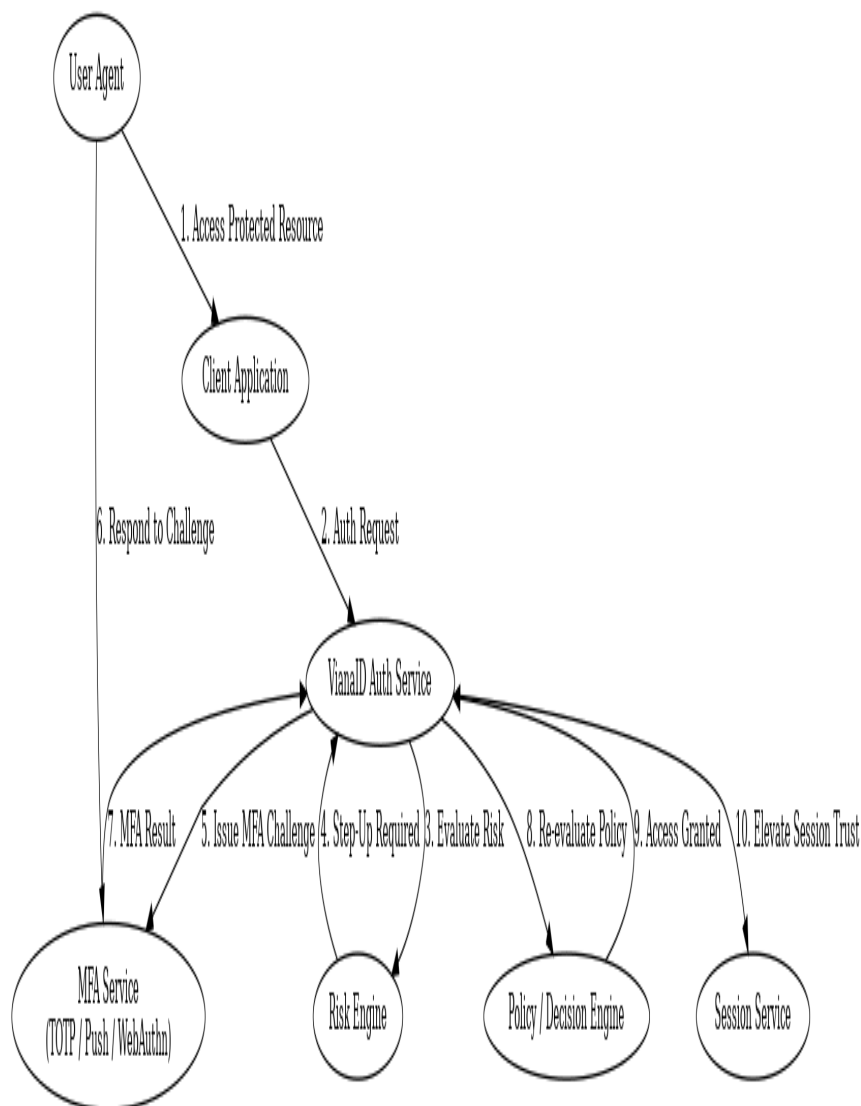 User Agent
1. Access Protected Resource
Client Application
6. Respond to Challenge
2. Auth Request
VianaID Auth Service
7. MFA Result
5. Issue MFA Challenge
4. Step-Up Required
3. Evaluate Risk
8. Re-evaluate Policy
9. Access Granted
10. Elevate Session Trust
MFA Service
(TOTP / Push / WebAuthn)
Risk Engine
Policy / Decision Engine
Session Service